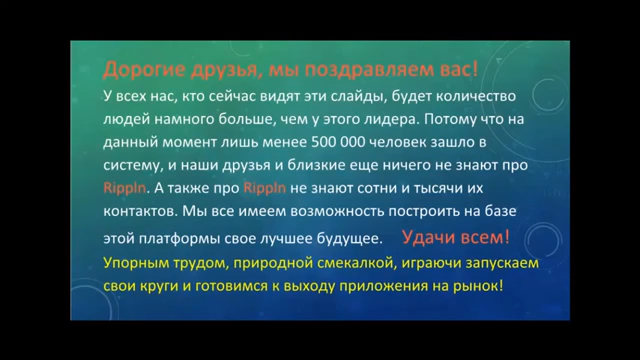 Дорогие друзья, мы поздравляем вас!
У всех нас, кто сейчас видят эти слайды, будет количество
людей намного больше, чем у этого лидера. Потому что на
данный момент лишь менее 500 000 человек зашло в
систему, и наши друзья и близкие еще ничего не знают про
Rippln. А также про Rippln не знают сотни и тысячи их
контактов. Мы все имеем возможность построить на базе
этой платформы свое лучшее будущее. Удачи всем!
Упорным трудом, природной смекалкой, играючи запускаем
свои круги и готовимся к выходу приложения на рынок!